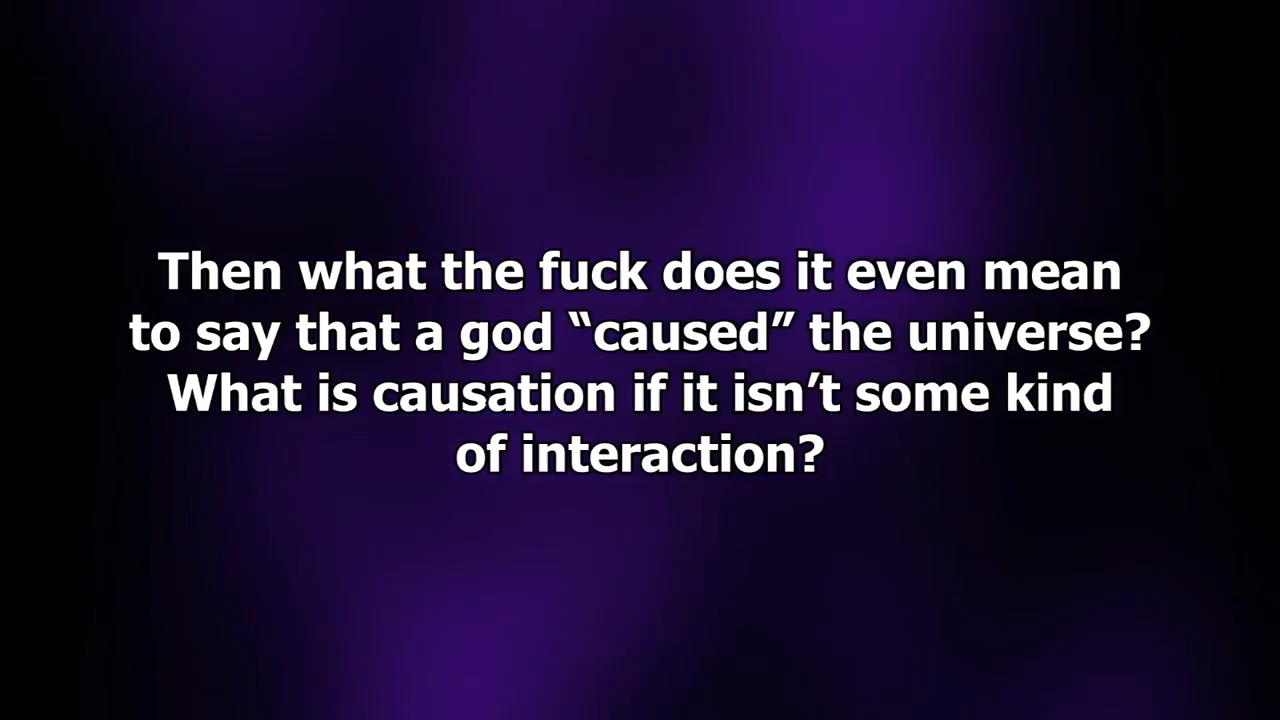 Then what the fuck does it even mean
to say that a god “caused” the universe?
What is causation if it isn’t some kind
of interaction?